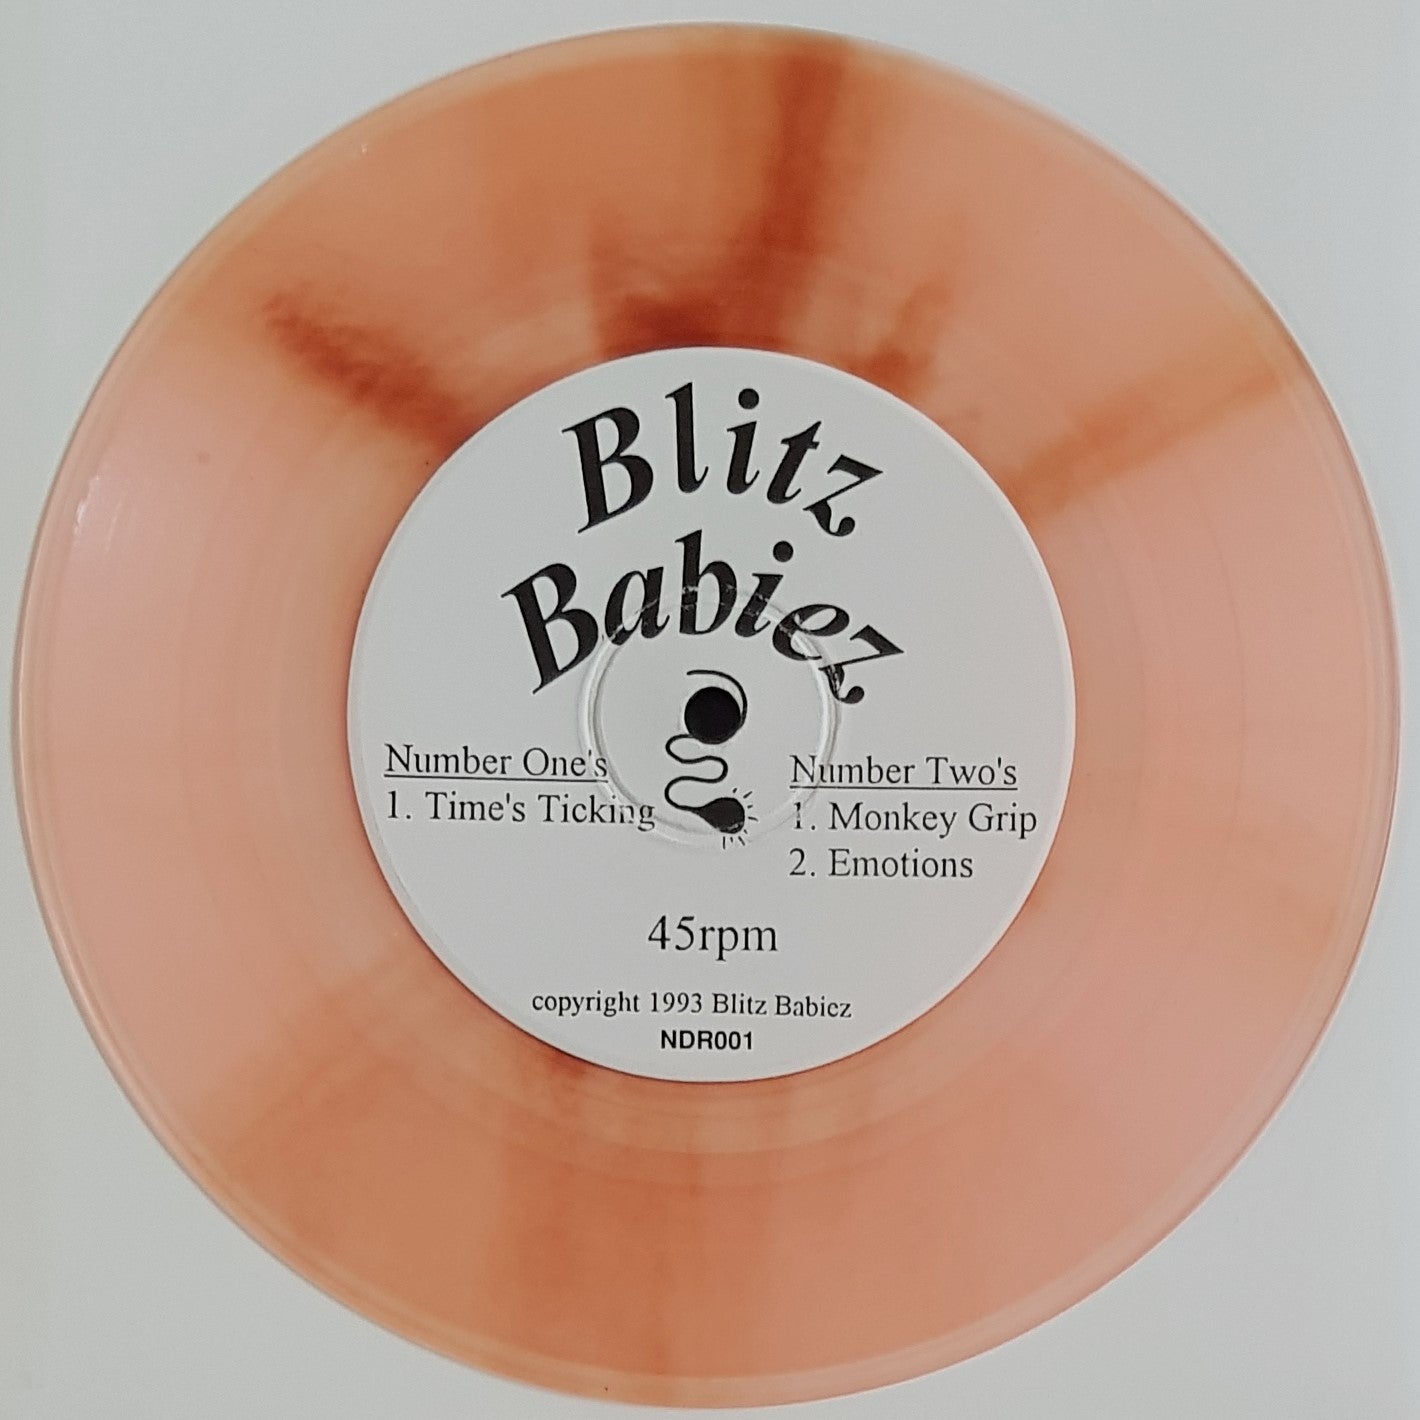 Blitz
Babiez
Number One's
1. Time's Ticking
Number Two's
1. Monkey Grip
2. Emotions
45rpm
copyright 1993 Blitz Babiez
NDR001